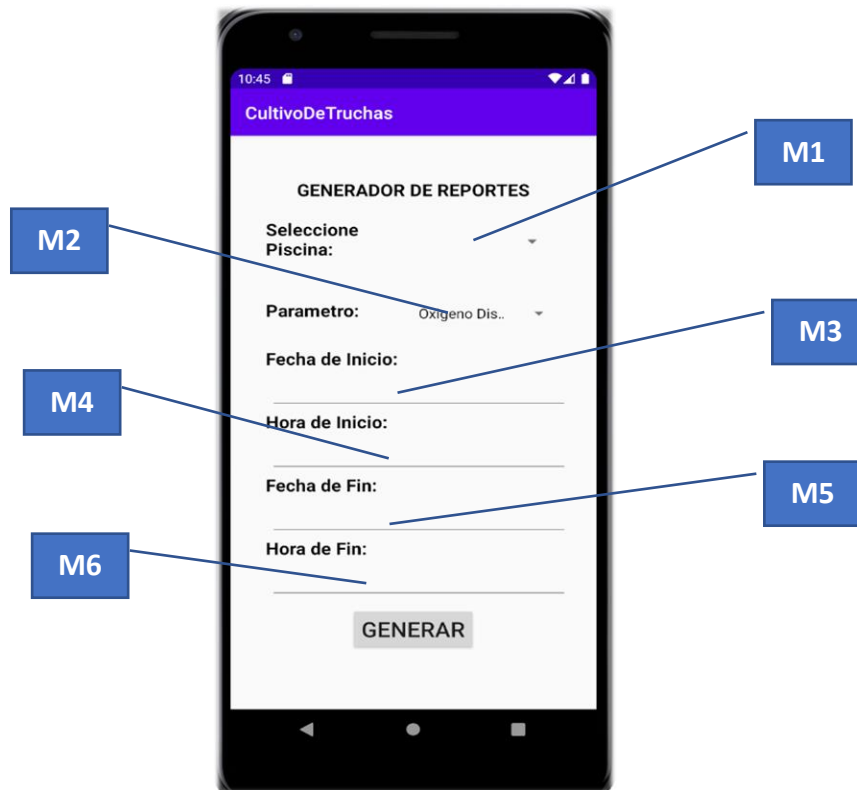 10:45
CultivoDeTruchas
M1
GENERADOR DE REPORTES
M2
Seleccione
Piscina:
Parametro:
Oxigeno Dis..
M3
Fecha de Inicio:
M4
Hora de Inicio:
Fecha de Fin:
M5
Hora de Fin:
M6
GENERAR